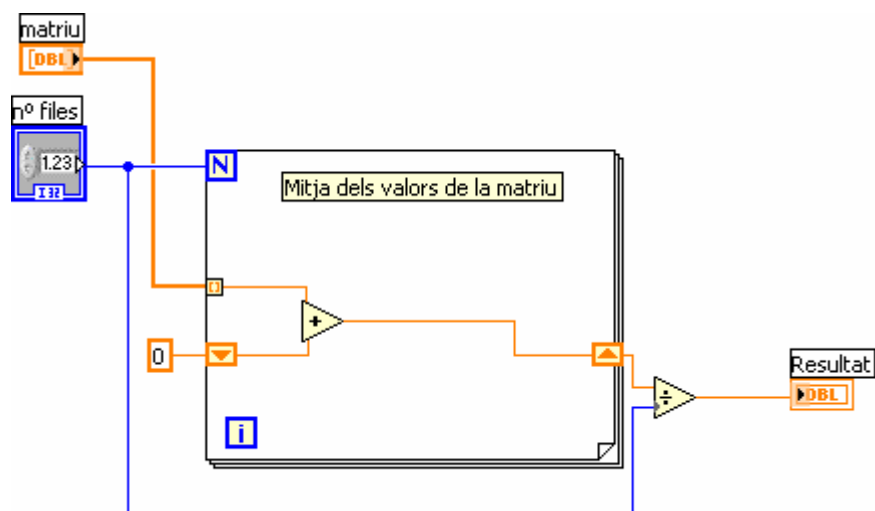 matriu
[DBL]
nº files
1.23
I32
N
Mitja dels valors de la matriu
[]
+
0
÷
Resultat
DBL
i